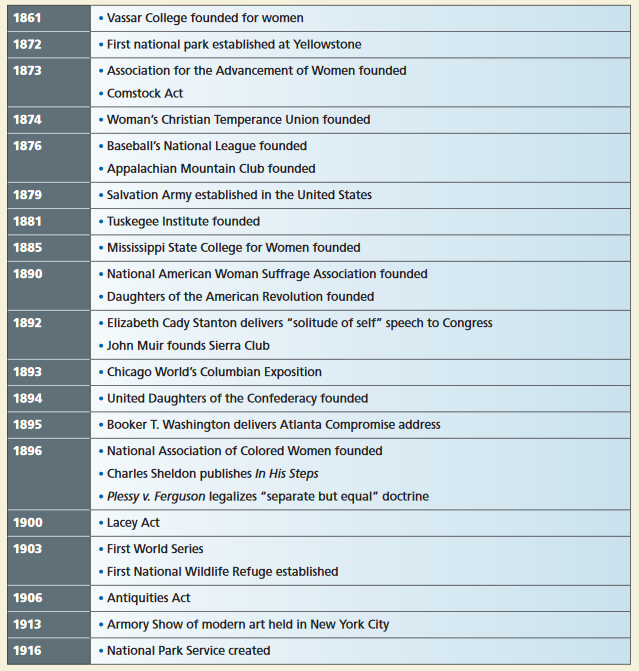 1861 • Vassar College founded for women
1872 • First national park established at Yellowstone
1873 • Association for the Advancement of Women founded
• Comstock Act
1874 • Woman's Christian Temperance Union founded
1876 • Baseball's National League founded
• Appalachian Mountain Club founded
1879 • Salvation Army established in the United States
1881 • Tuskegee Institute founded
1885 • Mississippi State College for Women founded
1890 • National American Woman Suffrage Association founded
• Daughters of the American Revolution founded
1892 • Elizabeth Cady Stanton delivers “solitude of self” speech to Congress
• John Muir founds Sierra Club
1893 • Chicago World's Columbian Exposition
1894 • United Daughters of the Confederacy founded
1895 • Booker T. Washington delivers Atlanta Compromise address
1896 • National Association of Colored Women founded
• Charles Sheldon publishes In His Steps
• Plessy v. Ferguson legalizes “separate but equal” doctrine
1900 • Lacey Act
1903 • First World Series
• First National Wildlife Refuge established
1906 • Antiquities Act
1913 • Armory Show of modern art held in New York City
1916 • National Park Service created